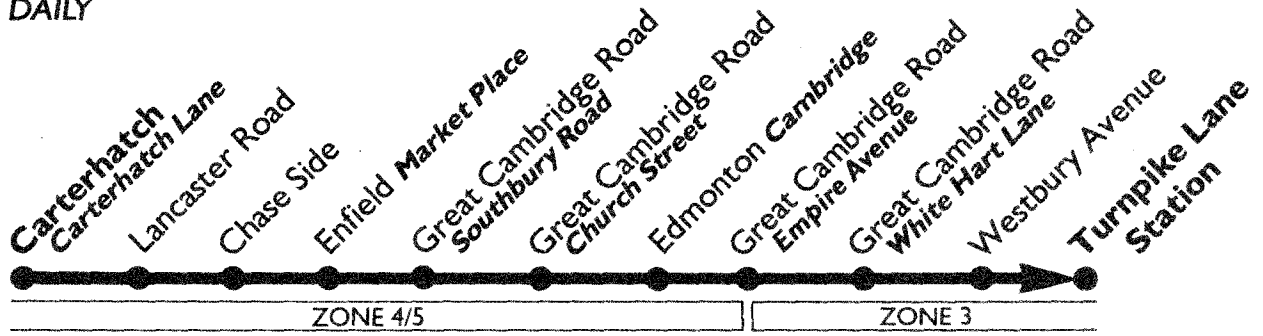 DAILY
Carterhatch
Carterhatch Lane
Lancaster Road
Chase Side
Enfield Market Place
Great Cambridge Road
Southbury Road
Great Cambridge Road
Church Street
Edmonton Cambridge
Great Cambridge Road
Empire Avenue
Great Cambridge Road
White Hart Lane
Westbury Avenue
Turnpike Lane
Station
ZONE 4/5
ZONE 3